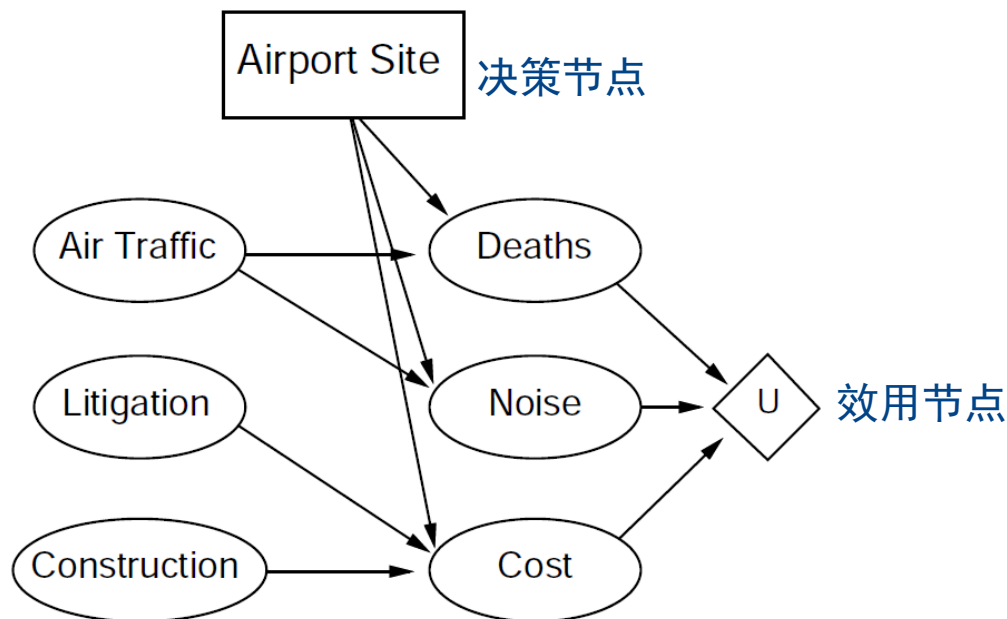 Airport Site
决策节点
Air Traffic
Deaths
Litigation
Noise
U
效用节点
Construction
Cost